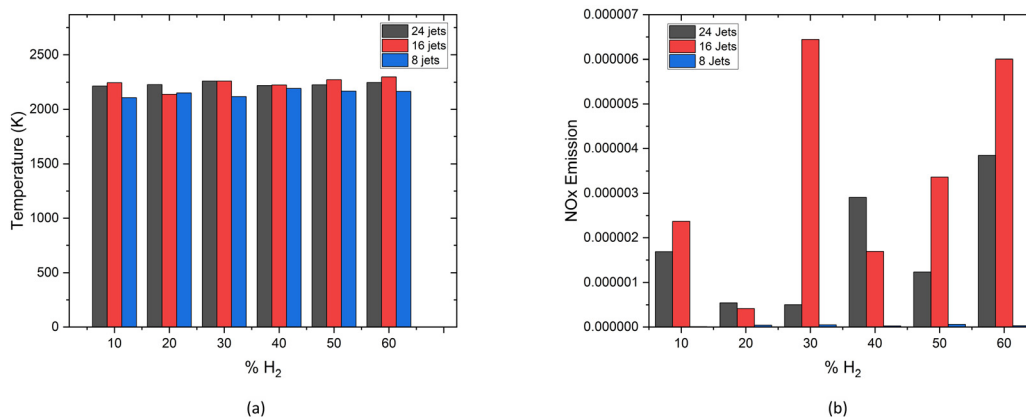 24 jets
16 jets
8 jets
2500
2000
1500
1000
500
0
Temperature (K)
10 20 30 40 50 60
% H₂
(a)
24 Jets
16 Jets
8 Jets
0.000007
0.000006
0.000005
0.000004
0.000003
0.000002
0.000001
0.000000
NOx Emission
10 20 30 40 50 60
% H₂
(b)